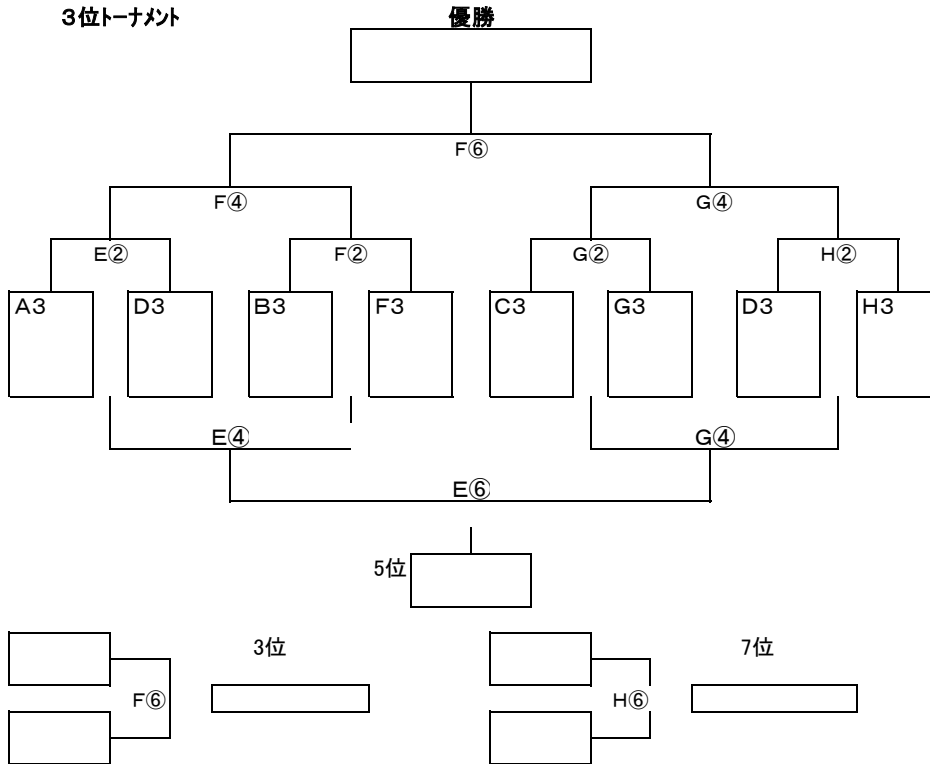 ３位トーナメント 優勝
F⑥
F④ G④
E② F② G② H②
A3 D3 B3 F3 C3 G3 D3 H3
E④ G④
E⑥
5位
3位 7位
F⑥ H⑥